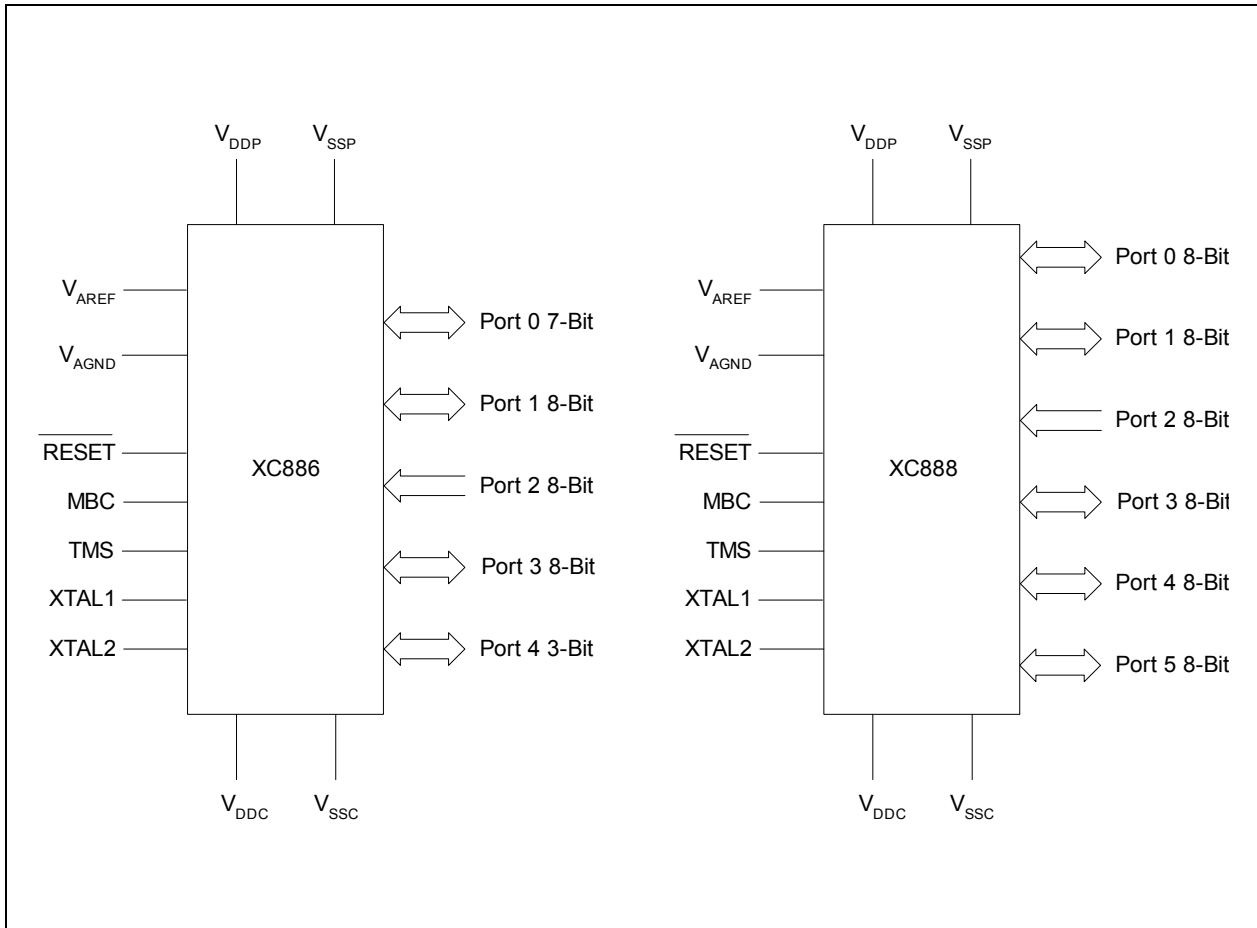 VDDP VSSP
VAREF
VAGND
RESET
MBC
TMS
XTAL1
XTAL2
XC886
Port 0 7-Bit
Port 1 8-Bit
Port 2 8-Bit
Port 3 8-Bit
Port 4 3-Bit
VDDC VSSC
VDDP VSSP
VAREF
VAGND
RESET
MBC
TMS
XTAL1
XTAL2
XC888
Port 0 8-Bit
Port 1 8-Bit
Port 2 8-Bit
Port 3 8-Bit
Port 4 8-Bit
Port 5 8-Bit
VDDC VSSC